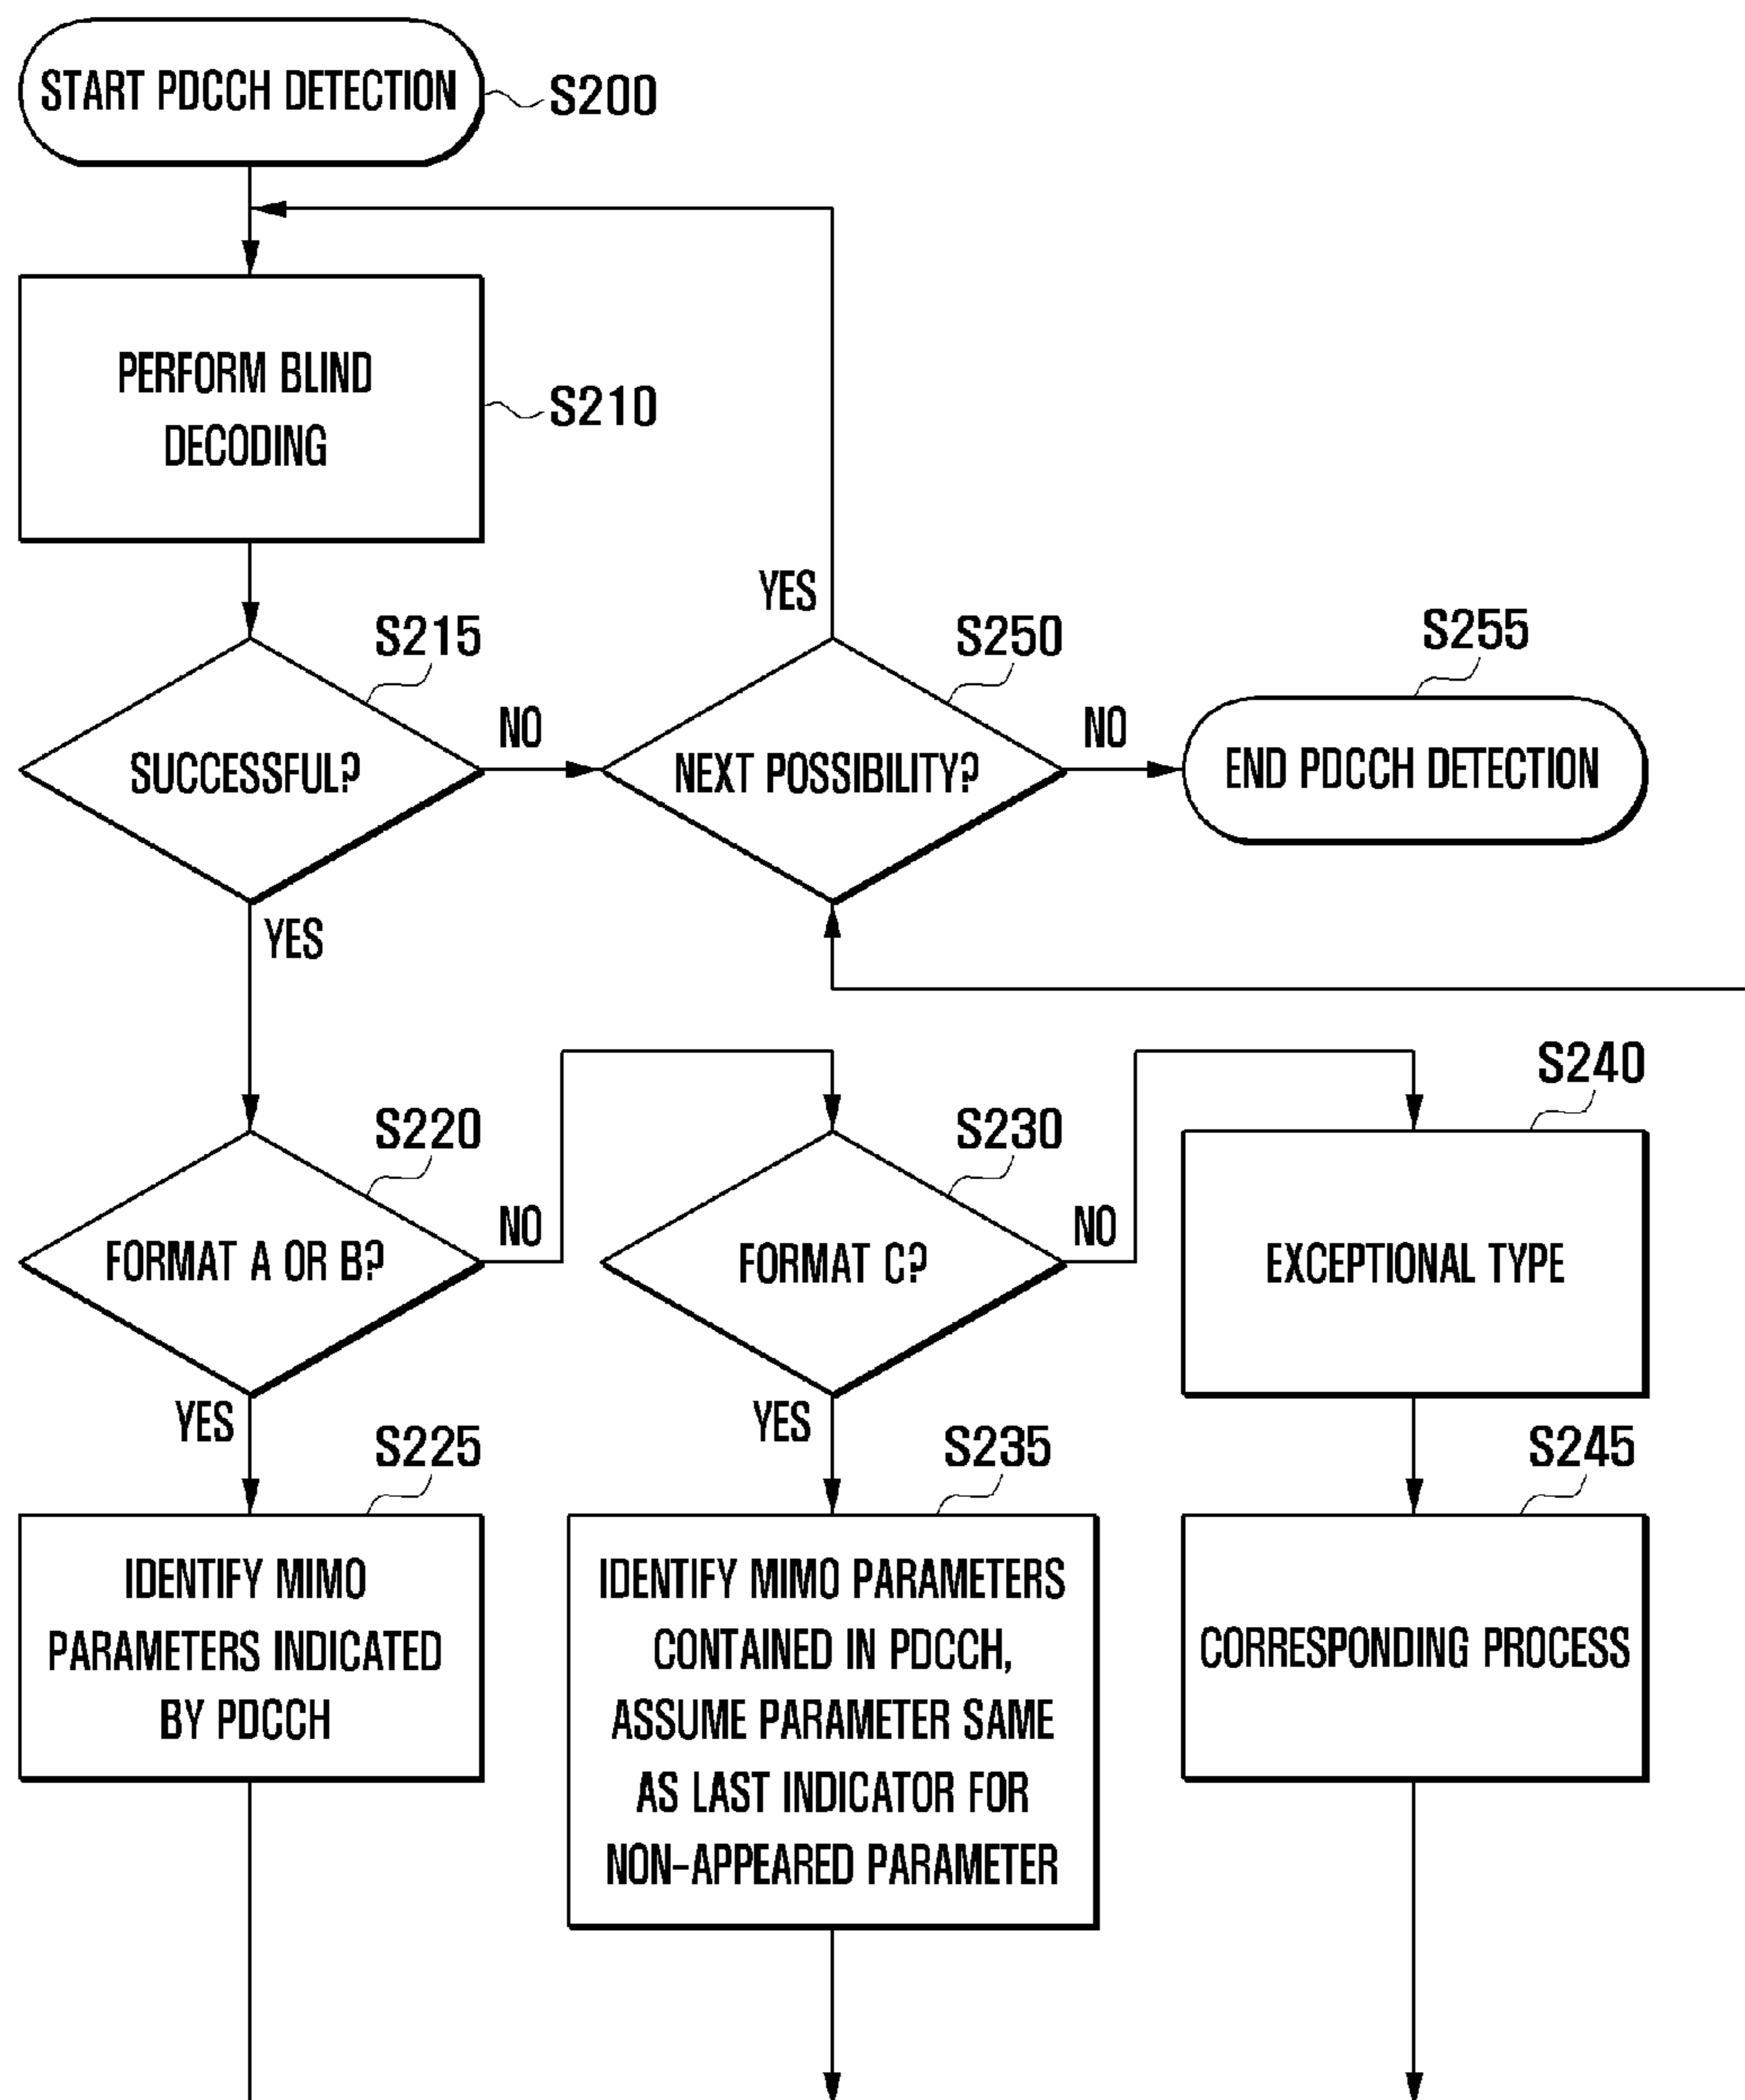 START PDCCH DETECTION
S200
PERFORM BLIND
DECODING
S210
YES
S215
S250
S255
SUCCESSFUL?
NO
NEXT POSSIBILITY?
NO
END PDCCH DETECTION
YES
S240
S220
S230
FORMAT A OR B?
NO
FORMAT C?
NO
EXCEPTIONAL TYPE
YES
YES
S225
S235
S245
IDENTIFY MIMO
PARAMETERS INDICATED
BY PDCCH
IDENTIFY MIMO PARAMETERS
CONTAINED IN PDCCH,
ASSUME PARAMETER SAME
AS LAST INDICATOR FOR
NON-APPEARED PARAMETER
CORRESPONDING PROCESS